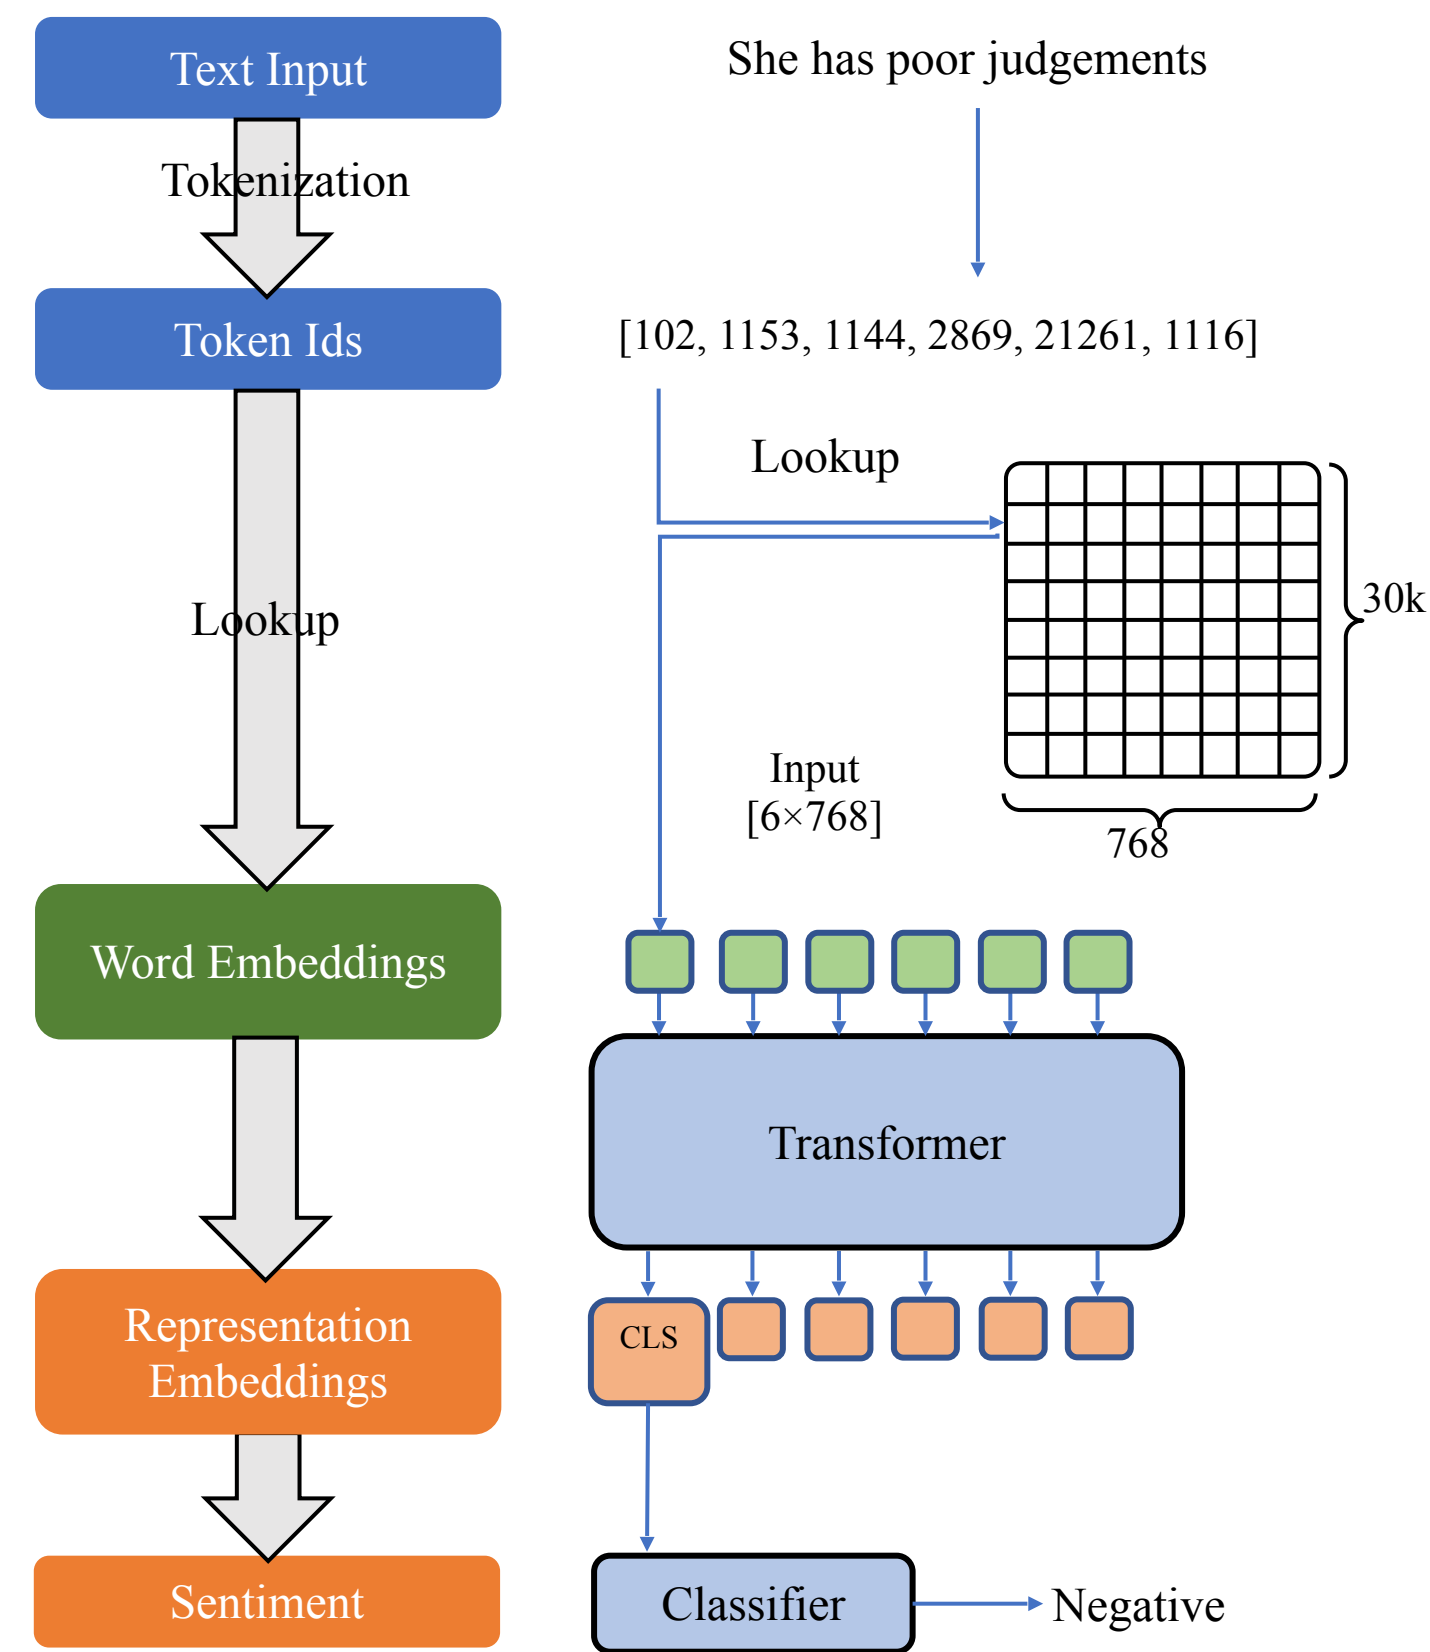 Text Input
She has poor judgements
Tokenization
Token Ids
[102, 1153, 1144, 2869, 21261, 1116]
Lookup
30k
Lookup
Input
[6×768]
768
Word Embeddings
Transformer
Representation
Embeddings
CLS
Sentiment
Classifier
Negative